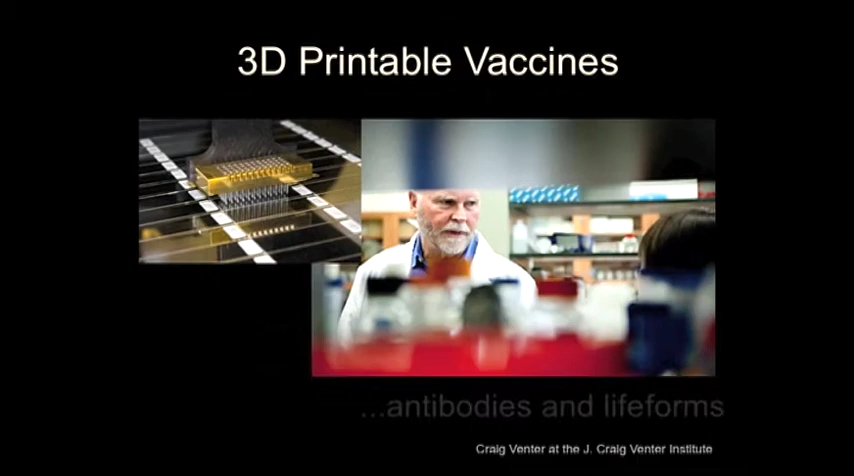 3D Printable Vaccines
...antibodies and lifeforms
Craig Venter at the J. Craig Venter Institute